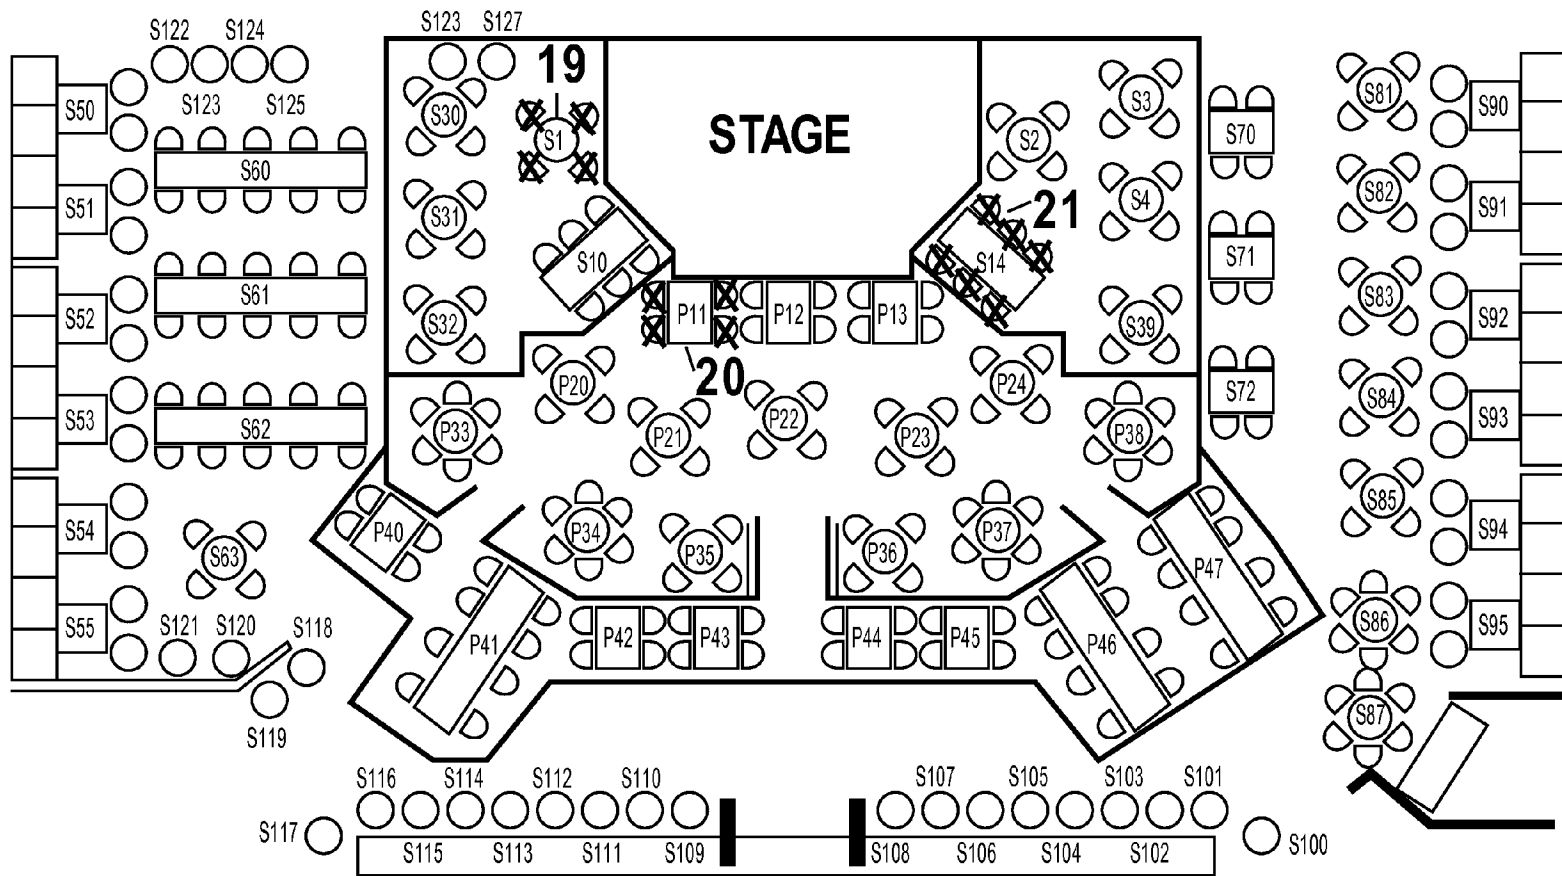 S122 S124 S123 S127 19
S123 S125
S50 S30 S1 STAGE S2 S3 S70 S81 S90
S60
S51 S31 S10 S14 21 S4 S71 S82 S91
S61
S52 S32 P11 P12 P13 S39 S83 S92
20
S53 S62 P33 P20 P21 P22 P23 P24 P38 S72 S84 S93
S54 S63 P40 P34 P35 P36 P37 P47 S85 S94
S55 S121 S120 S118 P41 P42 P43 P44 P45 P46 S86 S95
S119 S87
S116 S114 S112 S110 S107 S105 S103 S101
S117 S100
S115 S113 S111 S109 S108 S106 S104 S102